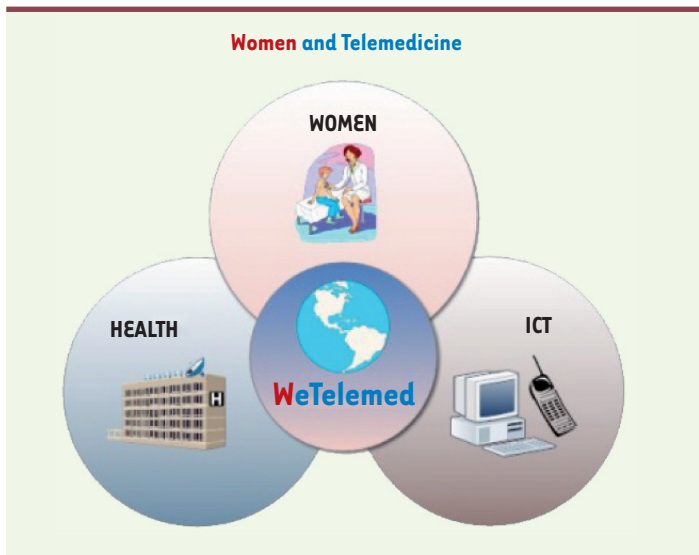 Women and Telemedicine
WOMEN
HEALTH
ICT
H
WeTelemed